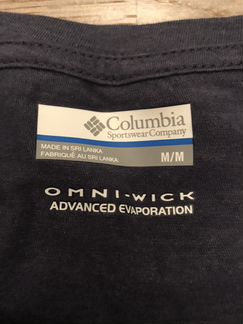 Columbia
Sportswear Company
MADE IN SRI LANKA
FABRIQUÉ AU SRI LANKA
M/M
OMNI-WICK
ADVANCED EVAPORATION